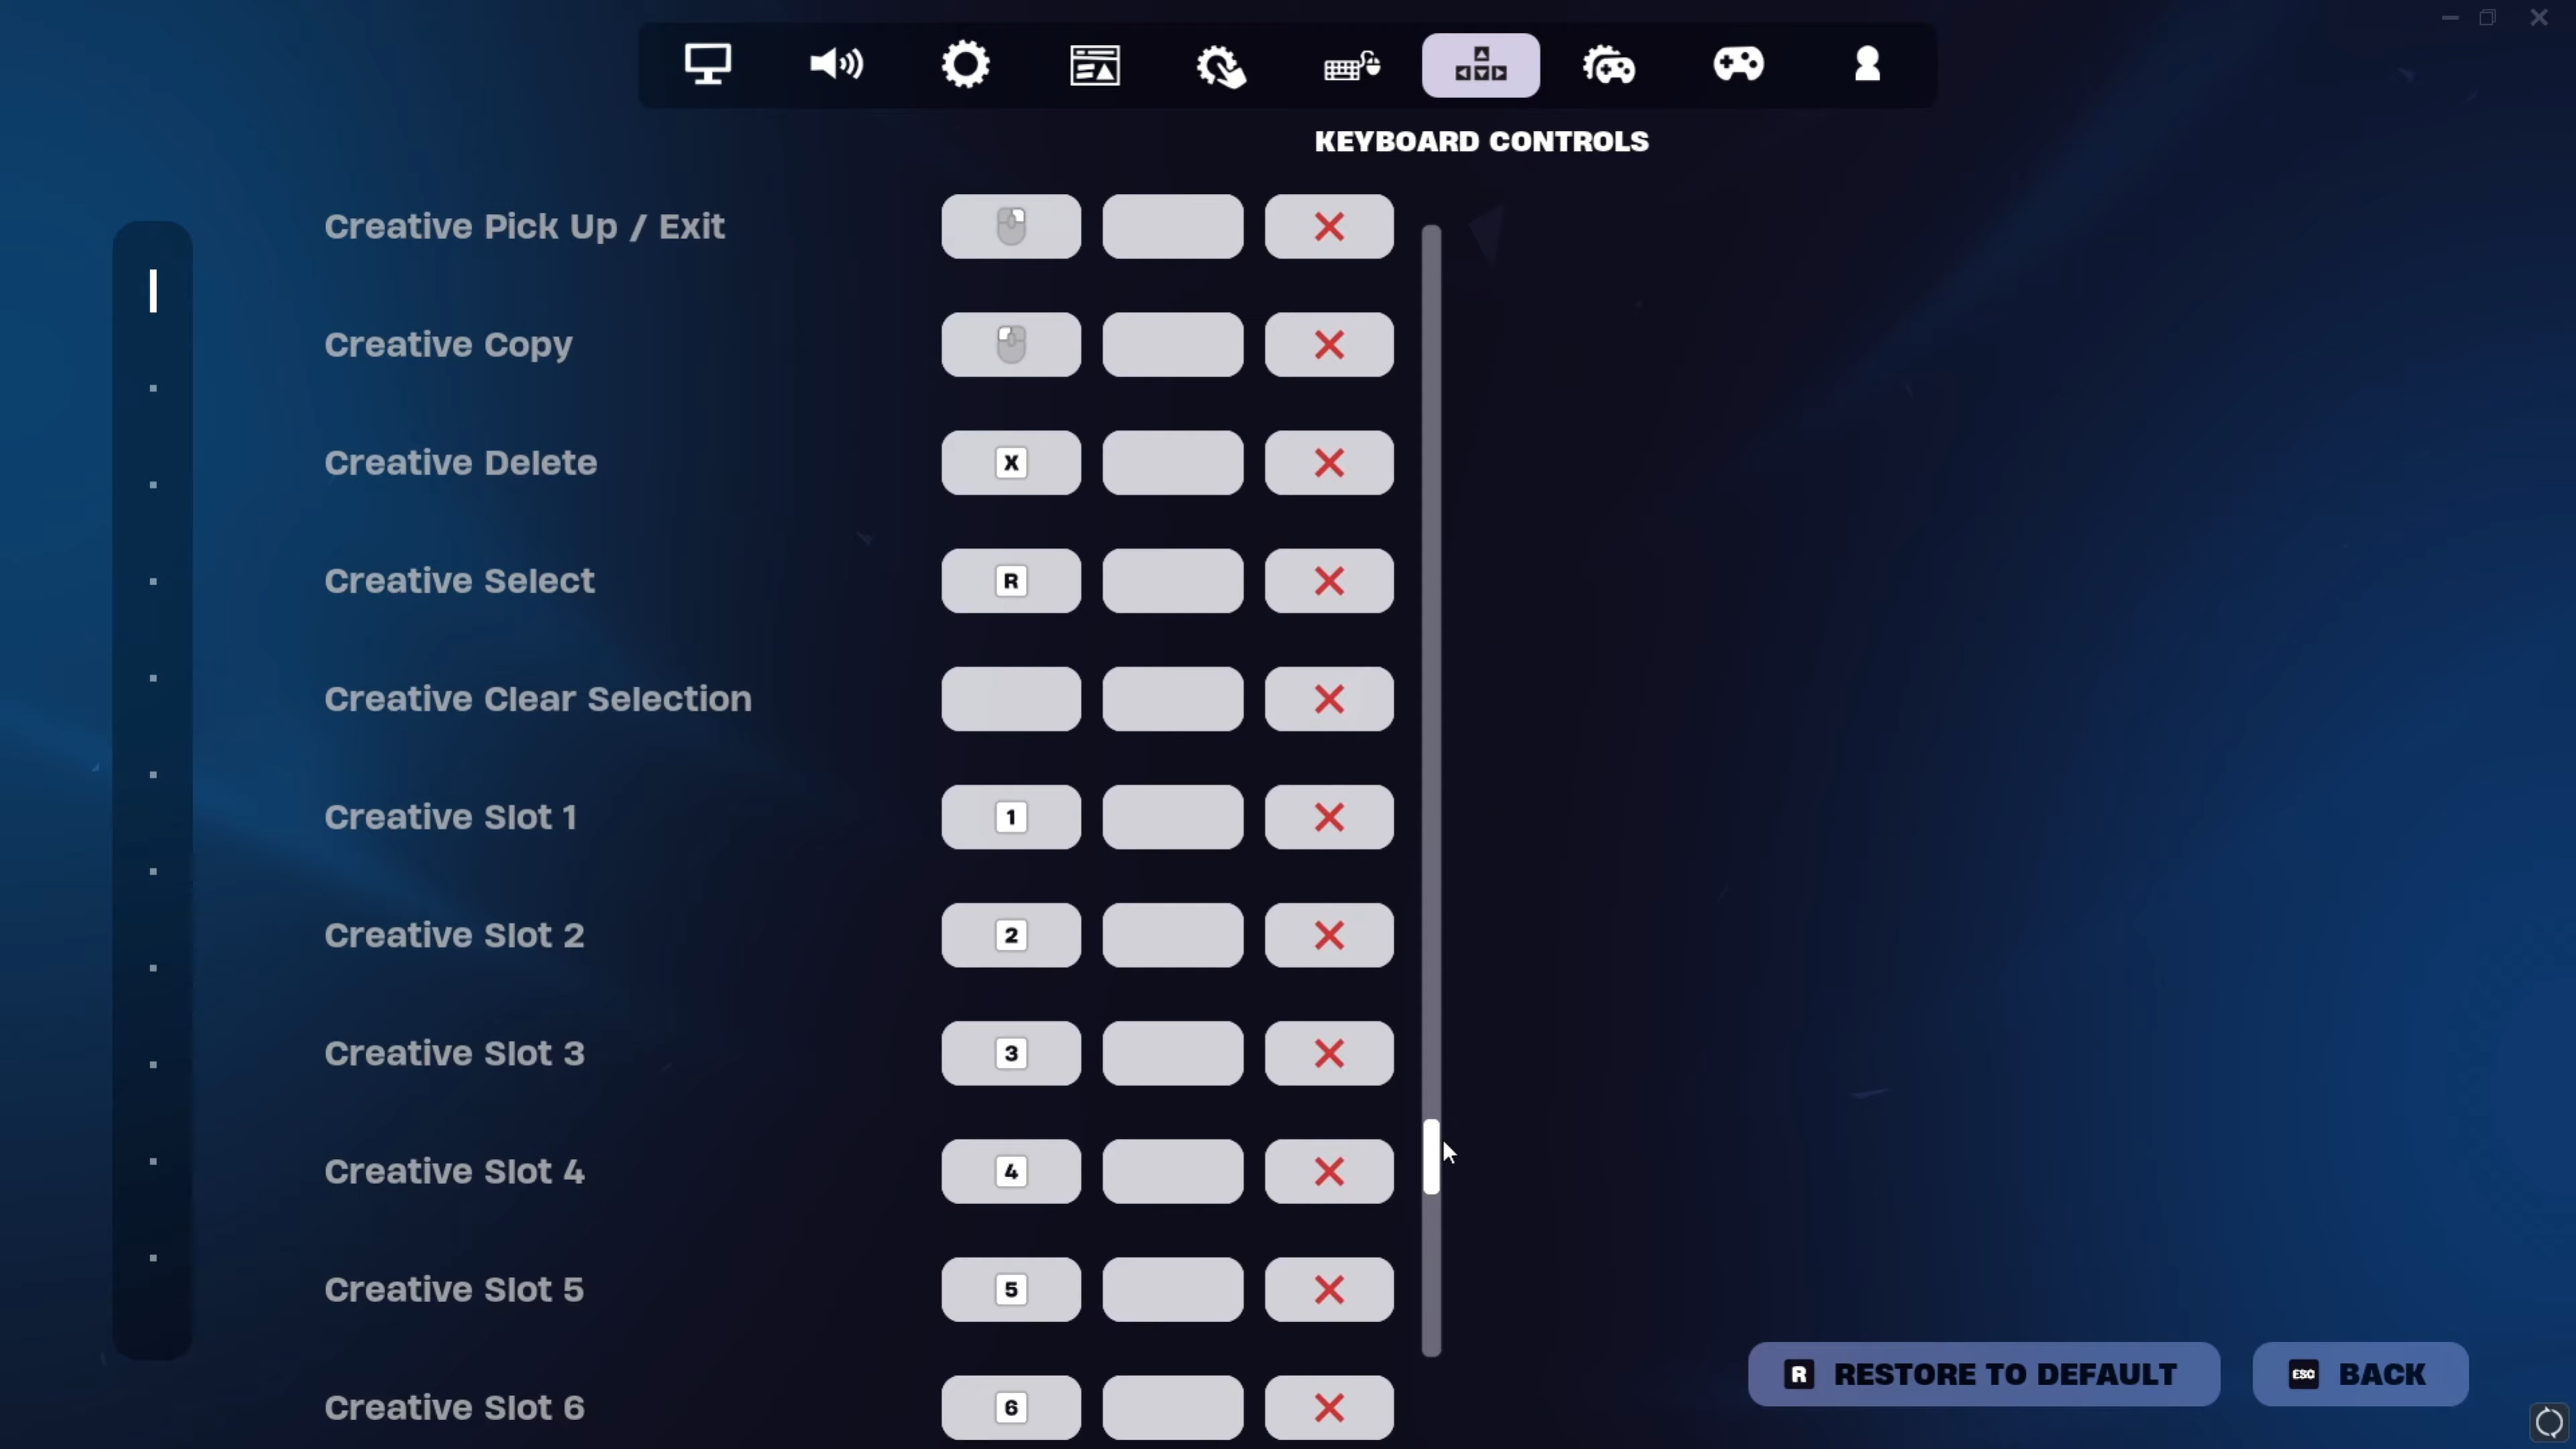 KEYBOARD CONTROLS
Creative Pick Up / Exit
Creative Copy
Creative Delete X
Creative Select R
Creative Clear Selection
Creative Slot 1 1
Creative Slot 2 2
Creative Slot 3 3
Creative Slot 4 4
Creative Slot 5 5
Creative Slot 6 6
R RESTORE TO DEFAULT
ESC BACK